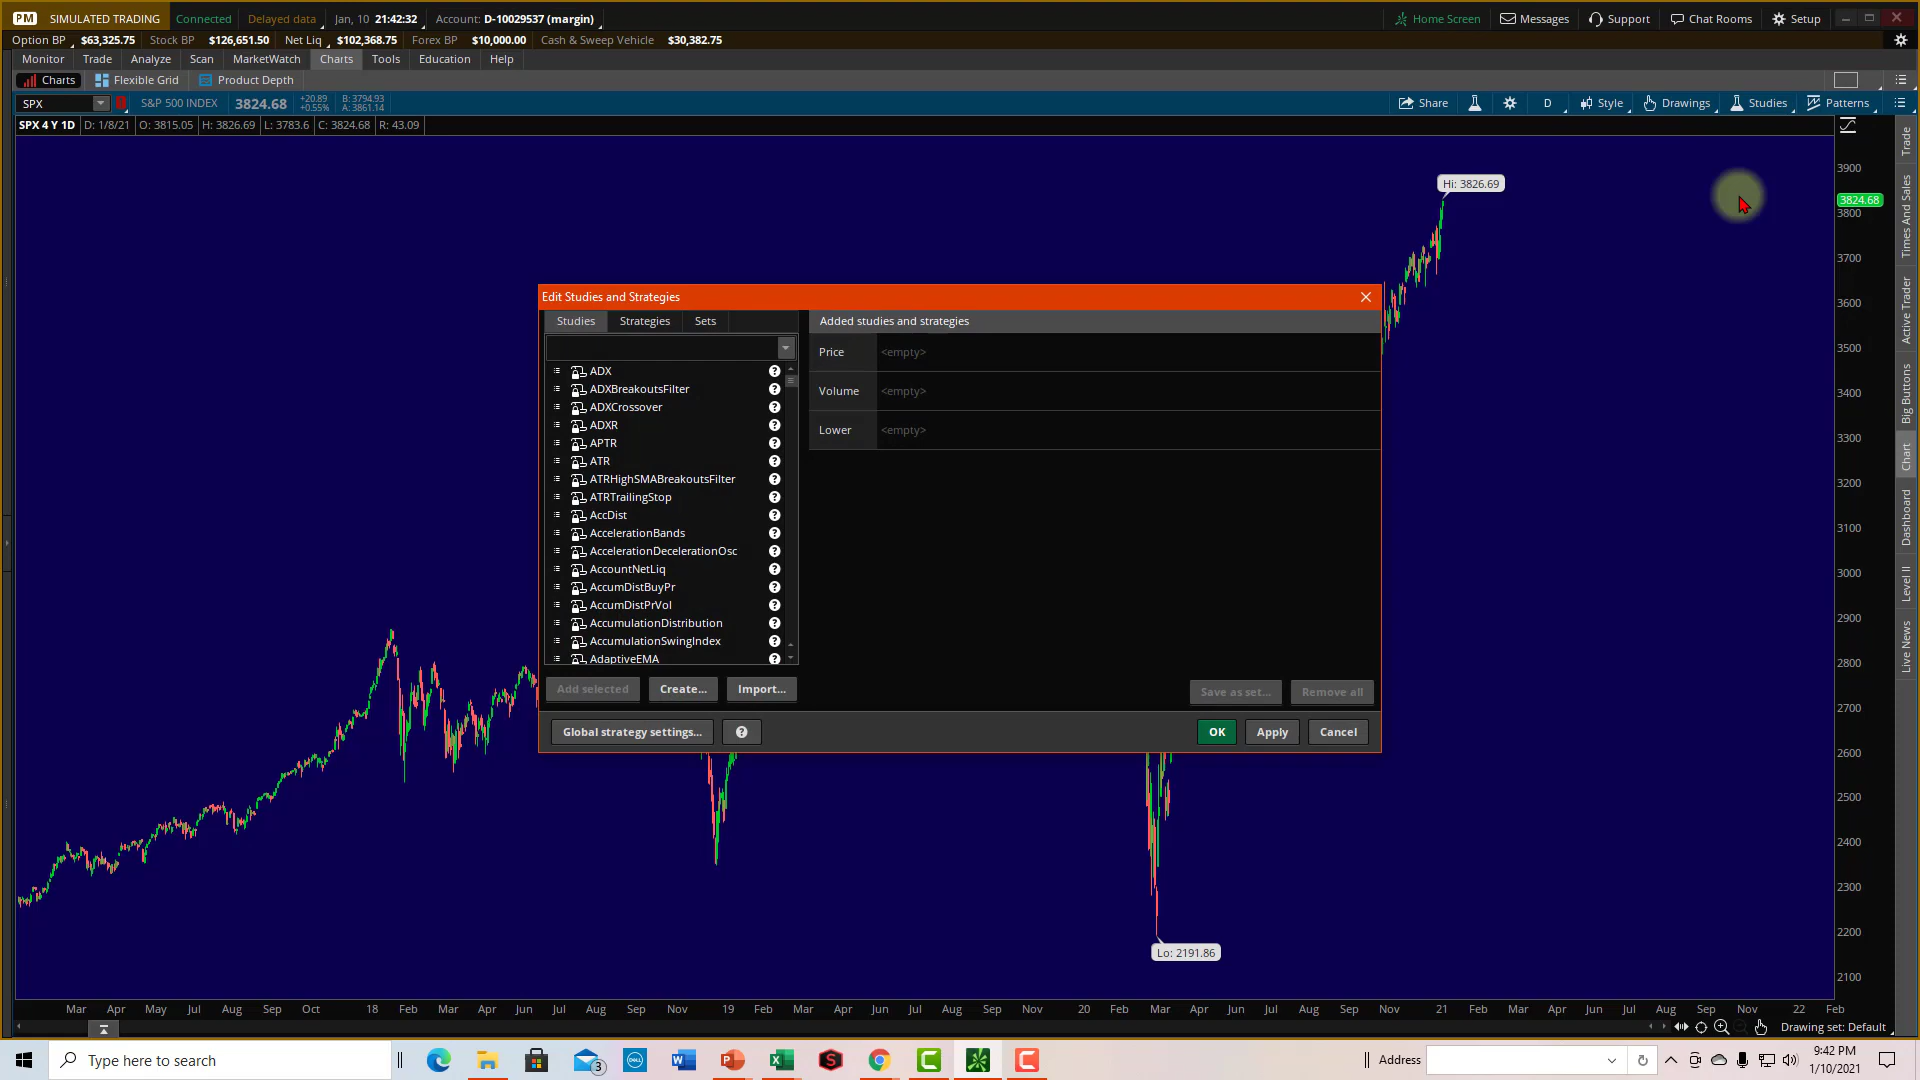 PM SIMULATED TRADING Connected Delayed data Jan, 10 21:42:32 Account: D-10029537 (margin) Home Screen Messages Support Chat Rooms Setup
Option BP $63,325.75 Stock BP $126,651.50 Net Liq $102,368.75 Forex BP $10,000.00 Cash & Sweep Vehicle $30,382.75
Monitor Trade Analyze Scan MarketWatch Charts Tools Education Help
Charts Flexible Grid Product Depth
SPX S&P 500 INDEX 3824.68 +20.89 B: 3794.93 Share D Style Drawings Studies Patterns
+0.55% A: 3861.14
SPX 4 Y 1D D: 1/8/21 O: 3815.05 H: 3826.69 L: 3783.6 C: 3824.68 R: 43.09
Hi: 3826.69
Lo: 2191.86
3900
3824.68
3800
3700
3600
3500
3400
3300
3200
3100
3000
2900
2800
2700
2600
2500
2400
2300
2200
2100
Trade
Times And Sales
Active Trader
Big Buttons
Chart
Dashboard
Level II
Live News
Edit Studies and Strategies
Studies Strategies Sets
ADX
ADXBreakoutsFilter
ADXCrossover
ADXR
APTR
ATR
ATRHighSMABreakoutsFilter
ATRTrailingStop
AccDist
AccelerationBands
AccelerationDecelerationOsc
AccountNetLiq
AccumDistBuyPr
AccumDistPrVol
AccumulationDistribution
AccumulationSwingIndex
AdaptiveEMA
Add selected Create... Import...
Added studies and strategies
Price <empty>
Volume <empty>
Lower <empty>
Save as set... Remove all
Global strategy settings... ? OK Apply Cancel
Mar Apr May Jul Aug Sep Oct 18 Feb Mar Apr Jun Jul Aug Sep Nov 19 Feb Mar Apr Jun Jul Aug Sep Nov 20 Feb Mar Apr Jun Jul Aug Sep Nov 21 Feb Mar Apr Jun Jul Aug Sep Nov 22 Feb
Drawing set: Default
Type here to search 3 DELL Address 9:42 PM
1/10/2021